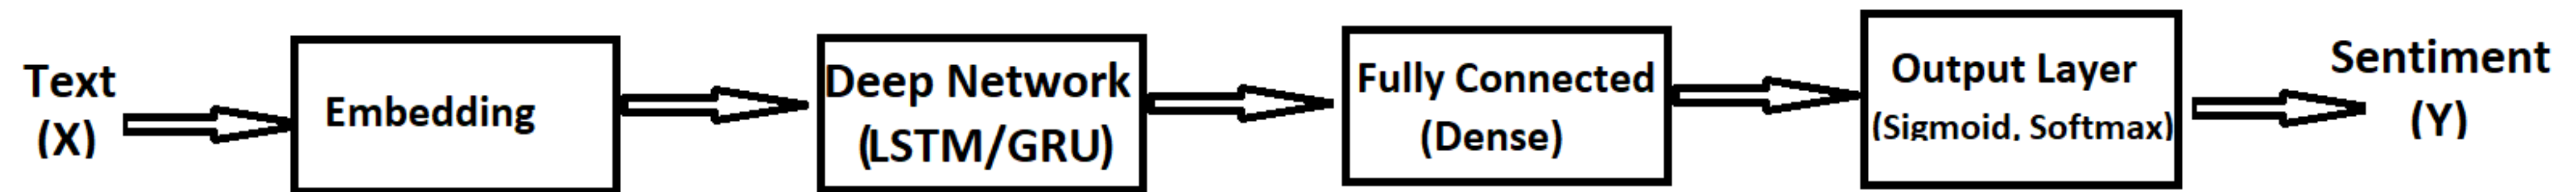 Text
(X)
Embedding
Deep Network
(LSTM/GRU)
Fully Connected
(Dense)
Output Layer
(Sigmoid, Softmax)
Sentiment
(Y)